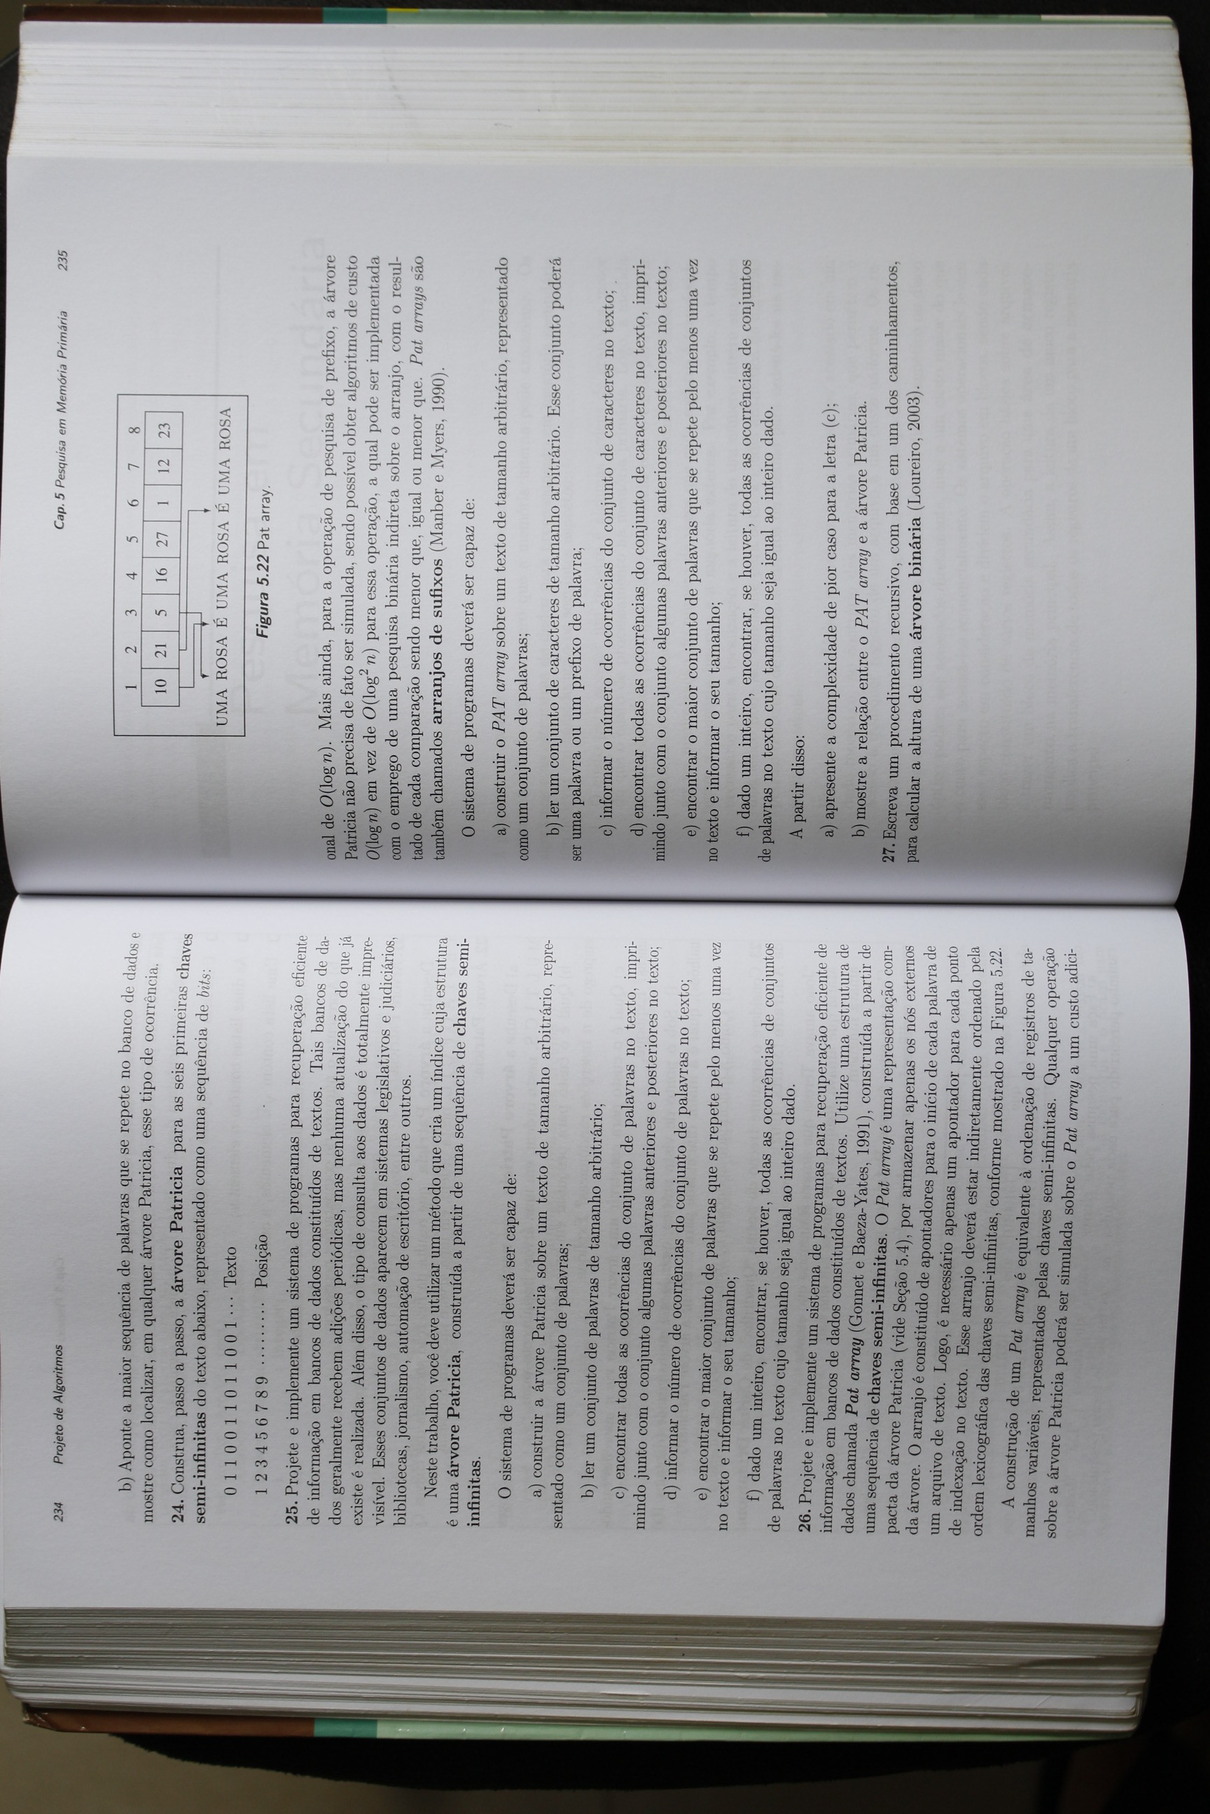 234 Projeto de Algoritmos
b) Aponte a maior sequência de palavras que se repete no banco de dados e
mostre como localizar, em qualquer árvore Patricia, esse tipo de ocorrência.
24. Construa, passo a passo, a árvore Patricia para as seis primeiras chaves
semi-infinitas do texto abaixo, representado como uma sequência de bits:
0 1 1 0 0 1 1 0 1 1 0 0 1 ··· Texto
1 2 3 4 5 6 7 8 9 ········· Posição
25. Projete e implemente um sistema de programas para recuperação eficiente
de informação em bancos de dados constituídos de textos. Tais bancos de da-
dos geralmente recebem adições periódicas, mas nenhuma atualização do que já
existe é realizada. Além disso, o tipo de consulta aos dados é totalmente impre-
visível. Esses conjuntos de dados aparecem em sistemas legislativos e judiciários,
bibliotecas, jornalismo, automação de escritório, entre outros.
Neste trabalho, você deve utilizar um método que cria um índice cuja estrutura
é uma árvore Patricia, construída a partir de uma sequência de chaves semi-
infinitas.
O sistema de programas deverá ser capaz de:
a) construir a árvore Patricia sobre um texto de tamanho arbitrário, repre-
sentado como um conjunto de palavras;
b) ler um conjunto de palavras de tamanho arbitrário;
c) encontrar todas as ocorrências do conjunto de palavras no texto, impri-
mindo junto com o conjunto algumas palavras anteriores e posteriores no texto;
d) informar o número de ocorrências do conjunto de palavras no texto;
e) encontrar o maior conjunto de palavras que se repete pelo menos uma vez
no texto e informar o seu tamanho;
f) dado um inteiro, encontrar, se houver, todas as ocorrências de conjuntos
de palavras no texto cujo tamanho seja igual ao inteiro dado.
26. Projete e implemente um sistema de programas para recuperação eficiente de
informação em bancos de dados constituídos de textos. Utilize uma estrutura de
dados chamada Pat array (Gonnet e Baeza-Yates, 1991), construída a partir de
uma sequência de chaves semi-infinitas. O Pat array é uma representação com-
pacta da árvore Patricia (vide Seção 5.4), por armazenar apenas os nós externos
da árvore. O arranjo é constituído de apontadores para o início de cada palavra de
um arquivo de texto. Logo, é necessário apenas um apontador para cada ponto
de indexação no texto. Esse arranjo deverá estar indiretamente ordenado pela
ordem lexicográfica das chaves semi-infinitas, conforme mostrado na Figura 5.22.
A construção de um Pat array é equivalente à ordenação de registros de ta-
manhos variáveis, representados pelas chaves semi-infinitas. Qualquer operação
sobre a árvore Patricia poderá ser simulada sobre o Pat array a um custo adici-
Cap. 5 Pesquisa em Memória Primária 235
1 2 3 4 5 6 7 8
10 21 5 16 27 1 12 23
UMA ROSA É UMA ROSA É UMA ROSA
Figura 5.22 Pat array.
onal de O(log n). Mais ainda, para a operação de pesquisa de prefixo, a árvore
Patricia não precisa de fato ser simulada, sendo possível obter algoritmos de custo
O(log n) em vez de O(log² n) para essa operação, a qual pode ser implementada
com o emprego de uma pesquisa binária indireta sobre o arranjo, com o resul-
tado de cada comparação sendo menor que, igual ou menor que. Pat arrays são
também chamados arranjos de sufixos (Manber e Myers, 1990).
O sistema de programas deverá ser capaz de:
a) construir o PAT array sobre um texto de tamanho arbitrário, representado
como um conjunto de palavras;
b) ler um conjunto de caracteres de tamanho arbitrário. Esse conjunto poderá
ser uma palavra ou um prefixo de palavra;
c) informar o número de ocorrências do conjunto de caracteres no texto;
d) encontrar todas as ocorrências do conjunto de caracteres no texto, impri-
mindo junto com o conjunto algumas palavras anteriores e posteriores no texto;
e) encontrar o maior conjunto de palavras que se repete pelo menos uma vez
no texto e informar o seu tamanho;
f) dado um inteiro, encontrar, se houver, todas as ocorrências de conjuntos
de palavras no texto cujo tamanho seja igual ao inteiro dado.
A partir disso:
a) apresente a complexidade de pior caso para a letra (c);
b) mostre a relação entre o PAT array e a árvore Patricia.
27. Escreva um procedimento recursivo, com base em um dos caminhamentos,
para calcular a altura de uma árvore binária (Loureiro, 2003).